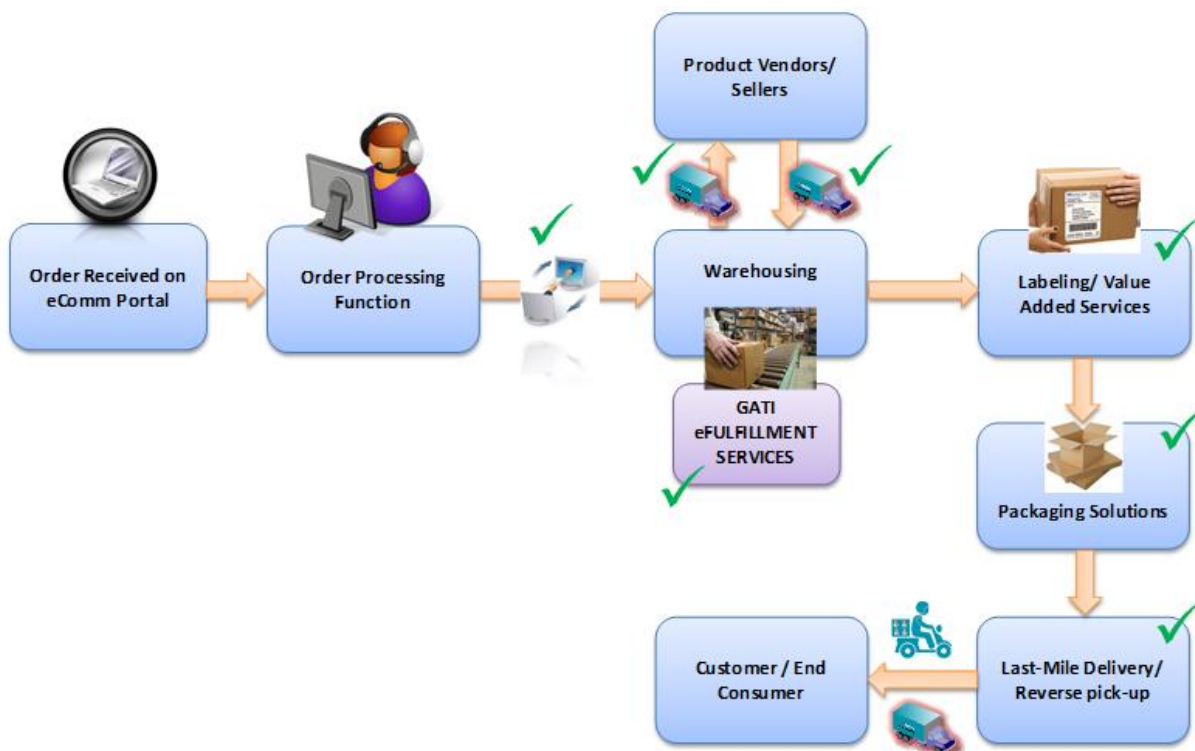 Product Vendors/
Sellers
Order Received on
eComm Portal
Order Processing
Function
Warehousing
Labeling/ Value
Added Services
GATI
eFULFILLMENT
SERVICES
Packaging Solutions
Customer / End
Consumer
Last-Mile Delivery/
Reverse pick-up